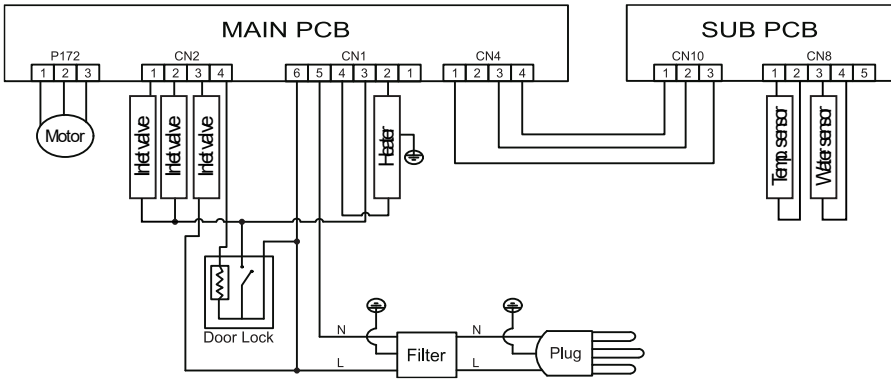 MAIN PCB
SUB PCB
P172
CN2
CN1
CN4
CN10
CN8
1 2 3
1 2 3 4
6 5 4 3 2 1
1 2 3 4
1 2 3
1 2 3 4 5
Motor
Inlet valve
Inlet valve
Inlet valve
Heater
Temp. sensor
Water sensor
Door Lock
N
N
L
L
Filter
Plug